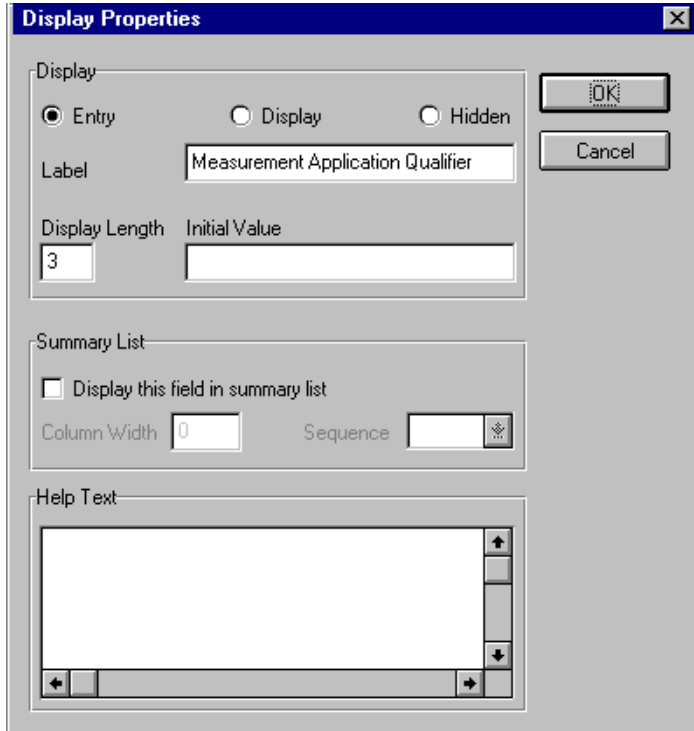 Display Properties
Display
Entry Display Hidden
OK
Label Measurement Application Qualifier
Cancel
Display Length Initial Value
3
Summary List
Display this field in summary list
Column Width 0 Sequence
Help Text